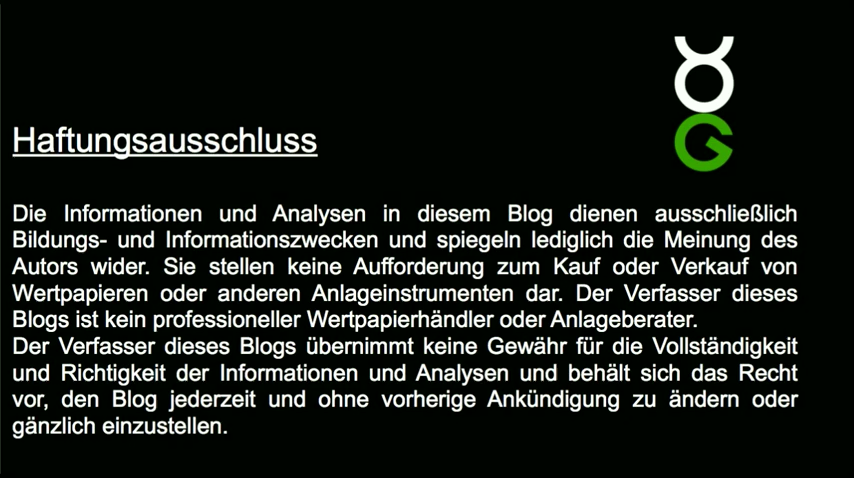 Haftungsausschluss
Die Informationen und Analysen in diesem Blog dienen ausschließlich
Bildungs- und Informationszwecken und spiegeln lediglich die Meinung des
Autors wider. Sie stellen keine Aufforderung zum Kauf oder Verkauf von
Wertpapieren oder anderen Anlageinstrumenten dar. Der Verfasser dieses
Blogs ist kein professioneller Wertpapierhändler oder Anlageberater.
Der Verfasser dieses Blogs übernimmt keine Gewähr für die Vollständigkeit
und Richtigkeit der Informationen und Analysen und behält sich das Recht
vor, den Blog jederzeit und ohne vorherige Ankündigung zu ändern oder
gänzlich einzustellen.